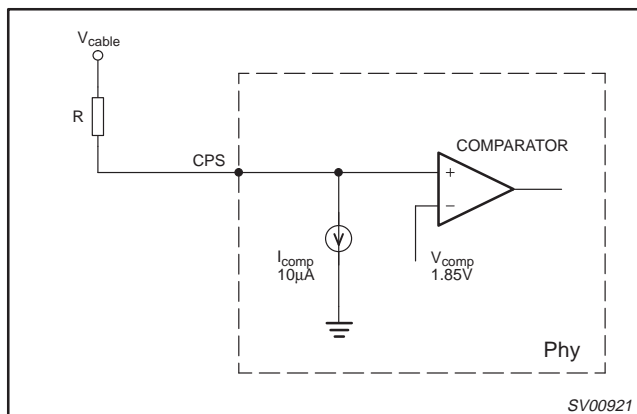 Vcable
R
CPS
COMPARATOR
+
−
Icomp
10µA
Vcomp
1.85V
Phy
SV00921